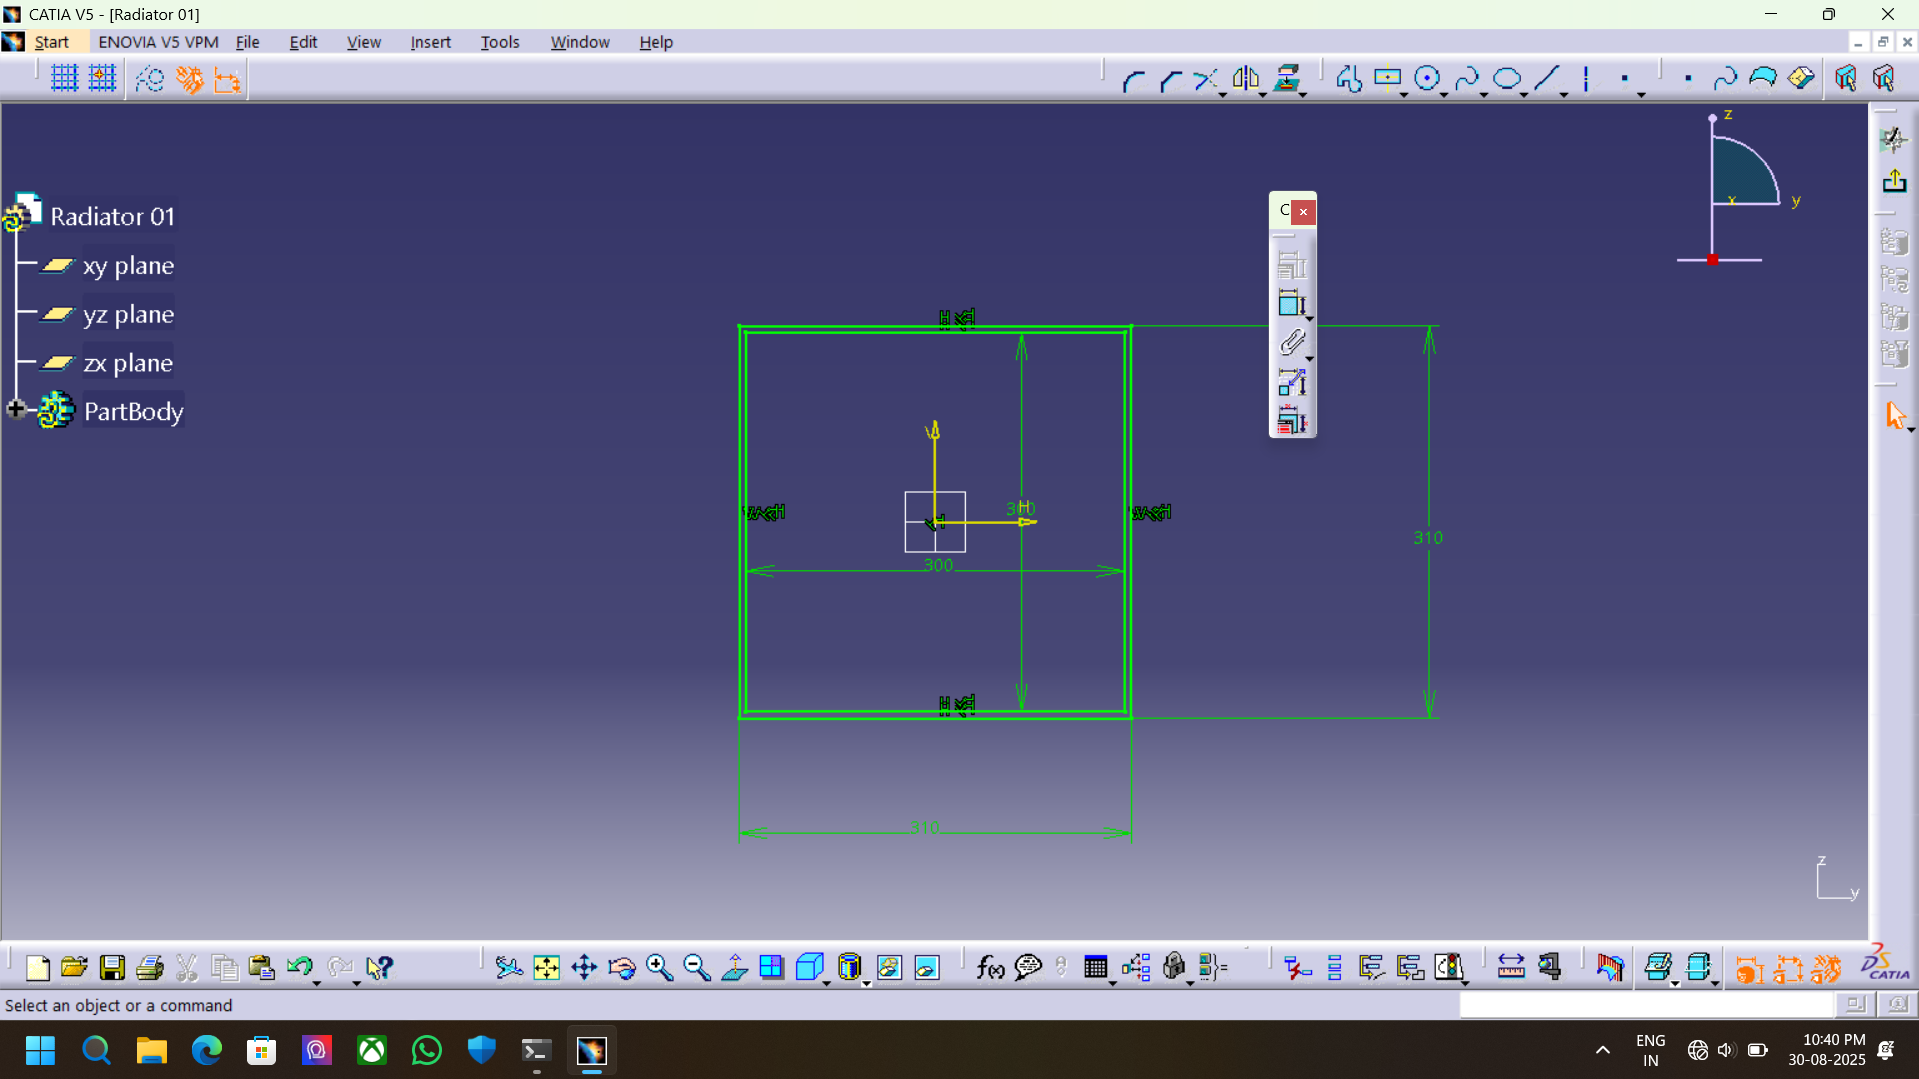 CATIA V5 - [Radiator 01]
Start ENOVIA V5 VPM File Edit View Insert Tools Window Help
z
x y
C
Radiator 01
xy plane
yz plane
zx plane
PartBody
H
V
H
300
300
310
310
z
y
f(x)
CATIA
Select an object or a command
ENG
IN
10:40 PM
30-08-2025